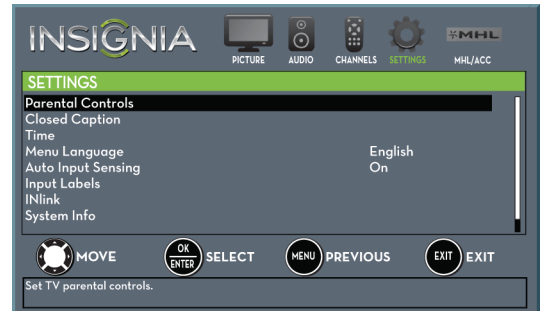 INSIGNIA
MHL
PICTURE AUDIO CHANNELS SETTINGS MHL/ACC
SETTINGS
Parental Controls
Closed Caption
Time
Menu Language English
Auto Input Sensing On
Input Labels
INlink
System Info
MOVE OK ENTER SELECT MENU PREVIOUS EXIT EXIT
Set TV parental controls.